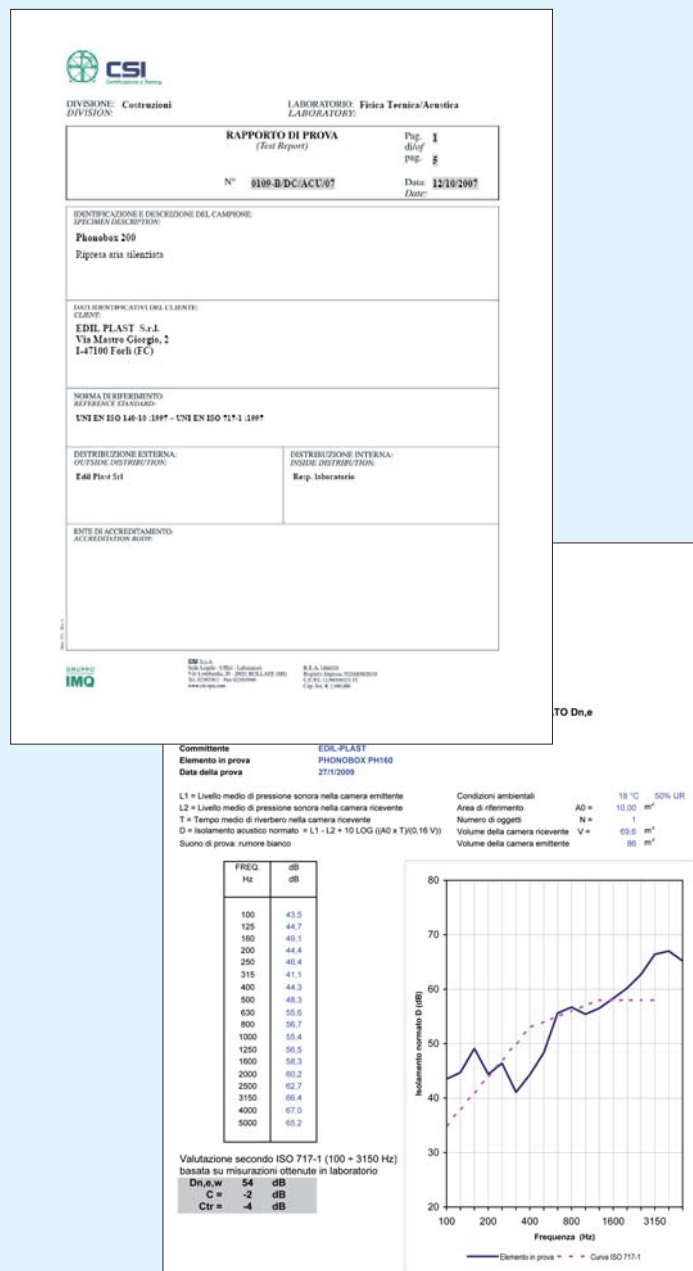 CSI
Certificazione e Testing
DIVISIONE: Costruzioni
DIVISION:
LABORATORIO: Fisica Tecnica/Acustica
LABORATORY:
RAPPORTO DI PROVA
(Test Report)
Pag. 1
di/of
pag. 5
N° 0109-B/DC/ACU/07
Data: 12/10/2007
Date:
IDENTIFICAZIONE E DESCRIZIONE DEL CAMPIONE:
SPECIMEN DESCRIPTION:
Phonobox 200
Ripresa aria silenziata
DATI IDENTIFICATIVI DEL CLIENTE:
CLIENT:
EDIL PLAST S.r.l.
Via Mastro Giorgio, 2
I-47100 Forlì (FC)
NORMA DI RIFERIMENTO:
REFERENCE STANDARD:
UNI EN ISO 140-10 :1997 – UNI EN ISO 717-1 :1997
DISTRIBUZIONE ESTERNA:
OUTSIDE DISTRIBUTION:
Edil Plast Srl
DISTRIBUZIONE INTERNA:
INSIDE DISTRIBUTION:
Resp. laboratorio
ENTE DI ACCREDITAMENTO:
ACCREDITATION BODY:
GRUPPO
IMQ
CSI S.p.A.
TO Dn,e
Committente EDIL-PLAST
Elemento in prova PHONOBOX PH160
Data della prova 27/1/2009
L1 = Livello medio di pressione sonora nella camera emittente
L2 = Livello medio di pressione sonora nella camera ricevente
T = Tempo medio di riverbero nella camera ricevente
D = Isolamento acustico normato = L1 - L2 + 10 LOG ((A0 x T)/(0,16 V))
Suono di prova: rumore bianco
Condizioni ambientali 18 °C 50% UR
Area di riferimento A0 = 10,00 m²
Numero di oggetti N = 1
Volume della camera ricevente V = 69,6 m³
Volume della camera emittente 86 m³
FREQ. dB
Hz dB
100 43,5
125 44,7
160 49,1
200 44,4
250 46,4
315 41,1
400 44,3
500 48,3
630 55,6
800 56,7
1000 55,4
1250 56,5
1600 58,3
2000 60,2
2500 62,7
3150 66,4
4000 67,0
5000 65,2
Valutazione secondo ISO 717-1 (100 ÷ 3150 Hz)
basata su misurazioni ottenute in laboratorio
Dn,e,w 54 dB
C = -2 dB
Ctr = -4 dB
Isolamento normato D (dB)
80
70
60
50
40
30
20
100 200 400 800 1600 3150
Frequenza (Hz)
Elemento in prova
Curva ISO 717-1